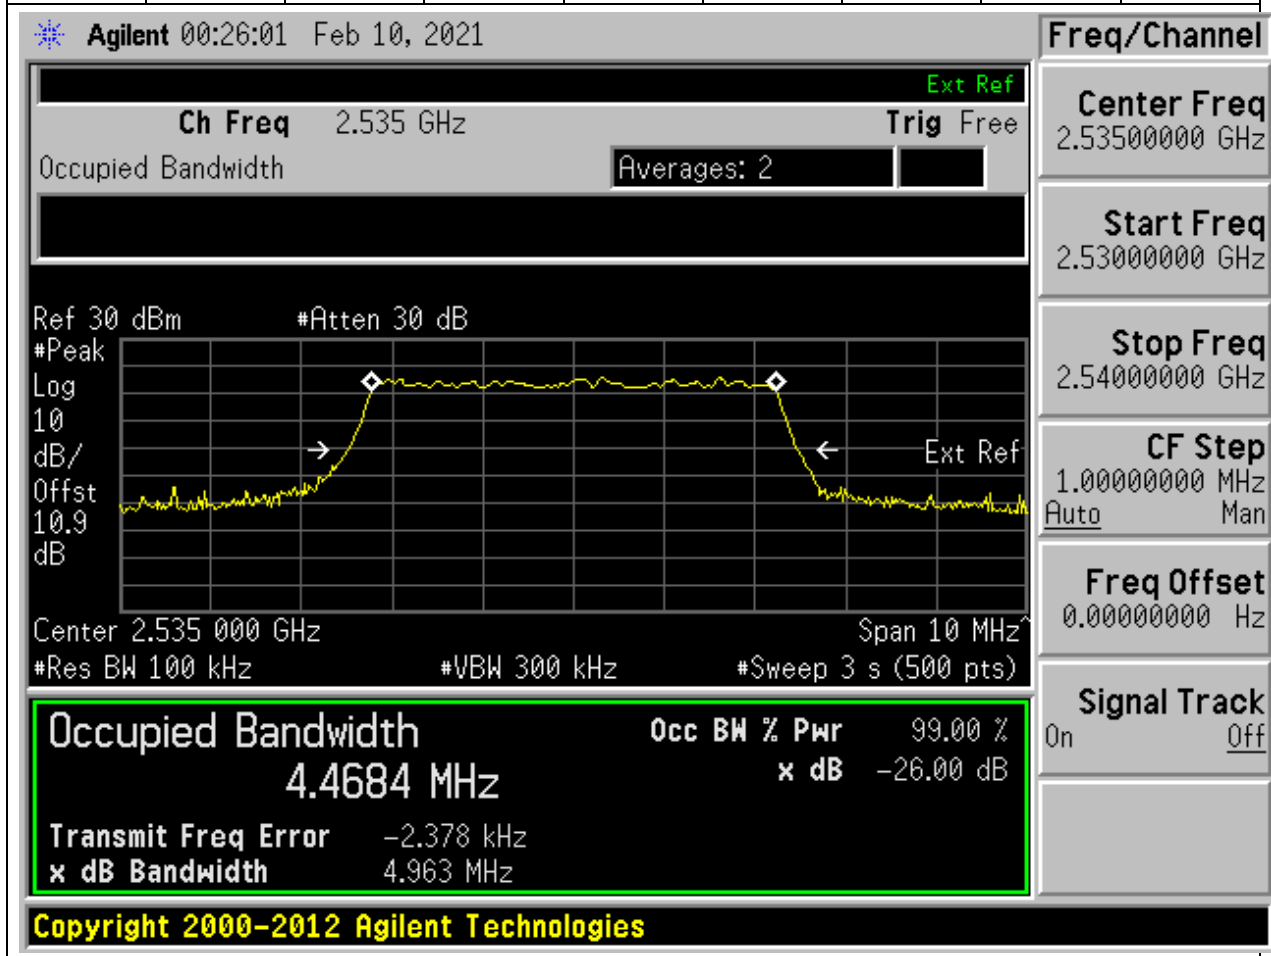 Agilent 00:26:01 Feb 10, 2021
Freq/Channel
Ext Ref
Ch Freq 2.535 GHz Trig Free
Occupied Bandwidth Averages: 2
Center Freq
2.53500000 GHz
Start Freq
2.53000000 GHz
Stop Freq
2.54000000 GHz
CF Step
1.00000000 MHz
Auto Man
Freq Offset
0.00000000 Hz
Signal Track
On Off
Ref 30 dBm #Atten 30 dB
#Peak
Log
10
dB/
Offst
10.9
dB
Ext Ref
Center 2.535 000 GHz Span 10 MHz^
#Res BW 100 kHz #VBW 300 kHz #Sweep 3 s (500 pts)
Occupied Bandwidth
4.4684 MHz
Occ BW % Pwr 99.00 %
x dB -26.00 dB
Transmit Freq Error -2.378 kHz
x dB Bandwidth 4.963 MHz
Copyright 2000-2012 Agilent Technologies